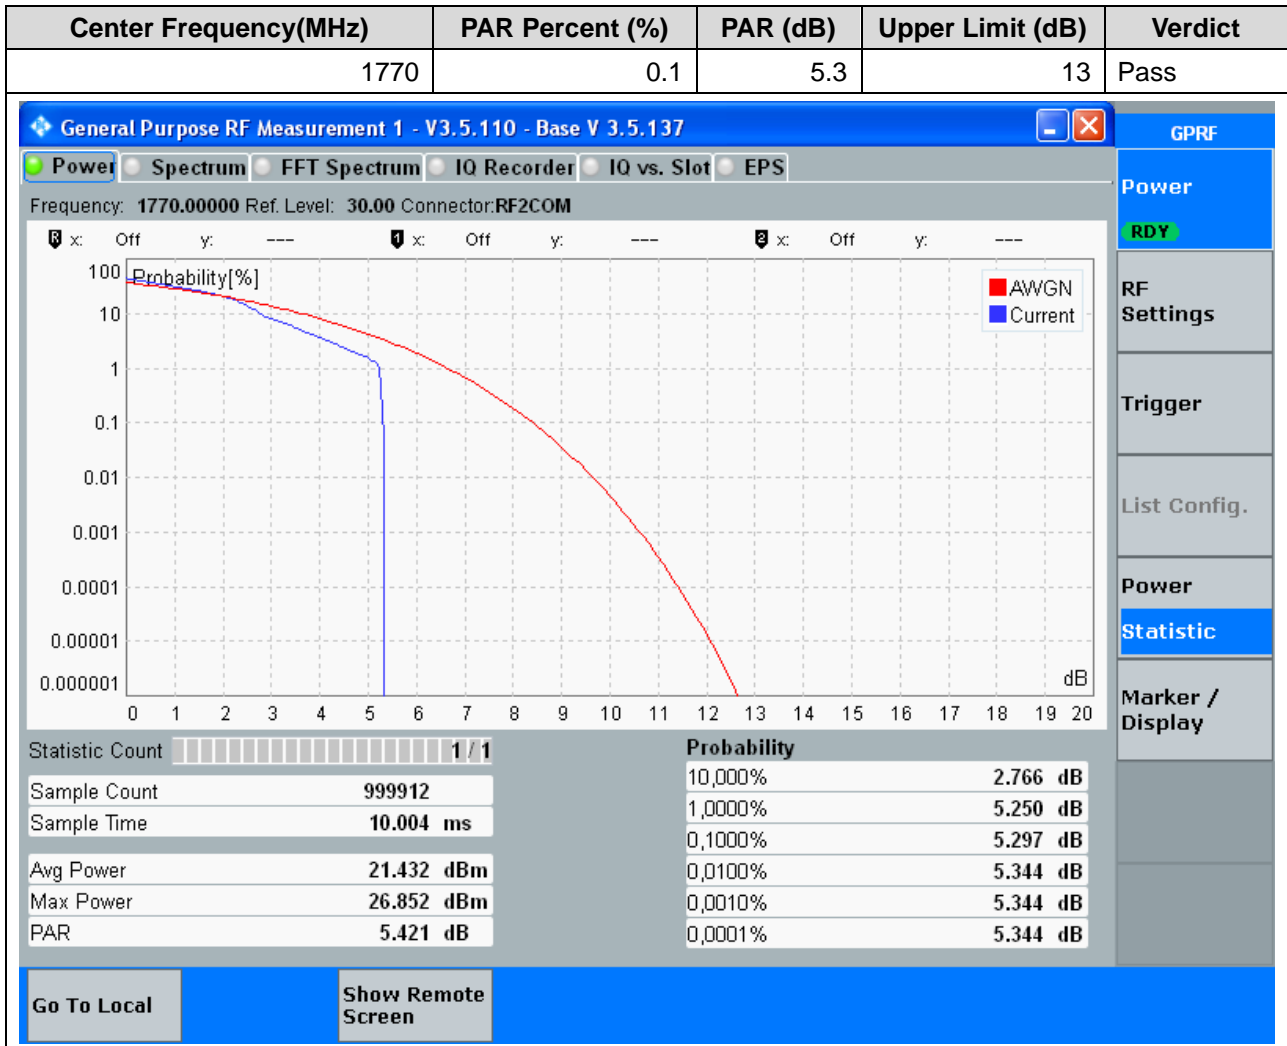 Center Frequency(MHz) PAR Percent (%) PAR (dB) Upper Limit (dB) Verdict
1770 0.1 5.3 13 Pass
General Purpose RF Measurement 1 - V3.5.110 - Base V 3.5.137
GPRF
Power Spectrum FFT Spectrum IQ Recorder IQ vs. Slot EPS
Frequency: 1770.00000 Ref. Level: 30.00 Connector:RF2COM
R x: Off y: --- 1 x: Off y: --- 2 x: Off y: ---
Probability[%]
AWGN
Current
100
10
1
0.1
0.01
0.001
0.0001
0.00001
0.000001
dB
0 1 2 3 4 5 6 7 8 9 10 11 12 13 14 15 16 17 18 19 20
Statistic Count 1 / 1
Sample Count 999912
Sample Time 10.004 ms
Avg Power 21.432 dBm
Max Power 26.852 dBm
PAR 5.421 dB
Probability
10,000% 2.766 dB
1,0000% 5.250 dB
0,1000% 5.297 dB
0,0100% 5.344 dB
0,0010% 5.344 dB
0,0001% 5.344 dB
Power
RDY
RF
Settings
Trigger
List Config.
Power
Statistic
Marker /
Display
Go To Local
Show Remote
Screen